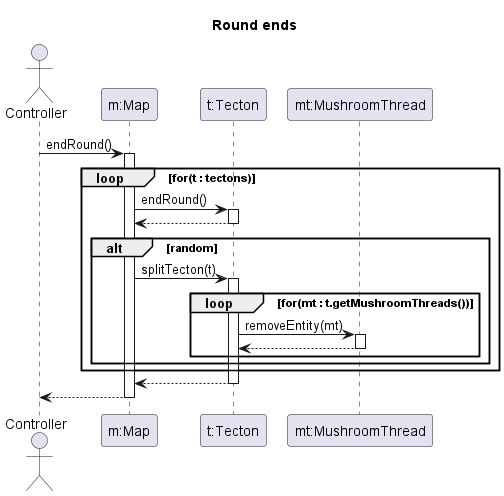 Round ends
Controller
m:Map
t:Tecton
mt:MushroomThread
endRound()
loop [for(t : tectons)]
endRound()
alt [random]
splitTecton(t)
loop [for(mt : t.getMushroomThreads())]
removeEntity(mt)
Controller
m:Map
t:Tecton
mt:MushroomThread